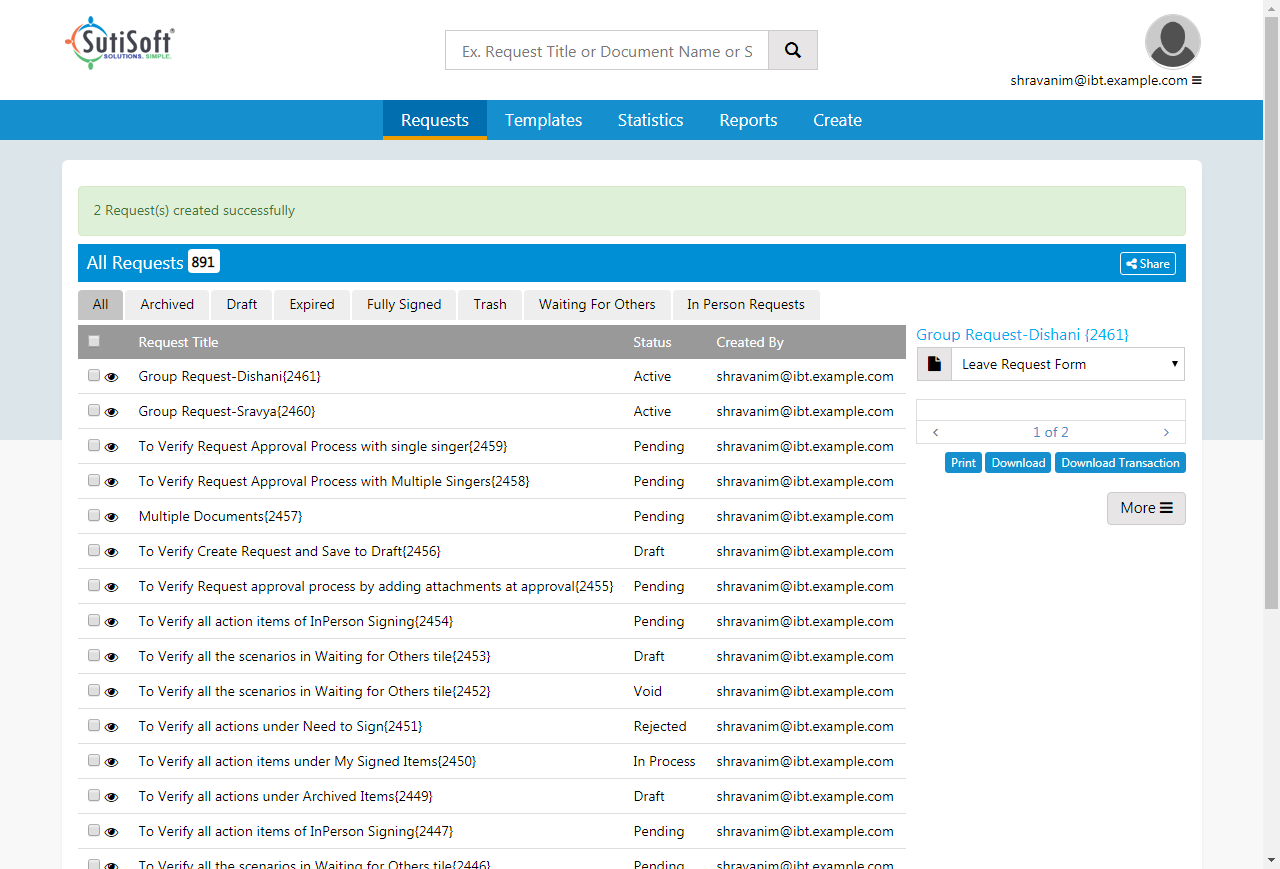 SutiSoft®
SOLUTIONS. SIMPLE.
Ex. Request Title or Document Name or S
shravanim@ibt.example.com
Requests Templates Statistics Reports Create
2 Request(s) created successfully
All Requests 891 Share
All Archived Draft Expired Fully Signed Trash Waiting For Others In Person Requests
Request Title Status Created By
Group Request-Dishani{2461} Active shravanim@ibt.example.com
Group Request-Sravya{2460} Active shravanim@ibt.example.com
To Verify Request Approval Process with single singer{2459} Pending shravanim@ibt.example.com
To Verify Request Approval Process with Multiple Singers{2458} Pending shravanim@ibt.example.com
Multiple Documents{2457} Pending shravanim@ibt.example.com
To Verify Create Request and Save to Draft{2456} Draft shravanim@ibt.example.com
To Verify Request approval process by adding attachments at approval{2455} Pending shravanim@ibt.example.com
To Verify all action items of InPerson Signing{2454} Pending shravanim@ibt.example.com
To Verify all the scenarios in Waiting for Others tile{2453} Draft shravanim@ibt.example.com
To Verify all the scenarios in Waiting for Others tile{2452} Void shravanim@ibt.example.com
To Verify all actions under Need to Sign{2451} Rejected shravanim@ibt.example.com
To Verify all action items under My Signed Items{2450} In Process shravanim@ibt.example.com
To Verify all actions under Archived Items{2449} Draft shravanim@ibt.example.com
To Verify all action items of InPerson Signing{2447} Pending shravanim@ibt.example.com
To Verify all the scenarios in Waiting for Others tile{2446} Pending shravanim@ibt.example.com
Group Request-Dishani {2461}
Leave Request Form
‹ 1 of 2 ›
Print Download Download Transaction
More